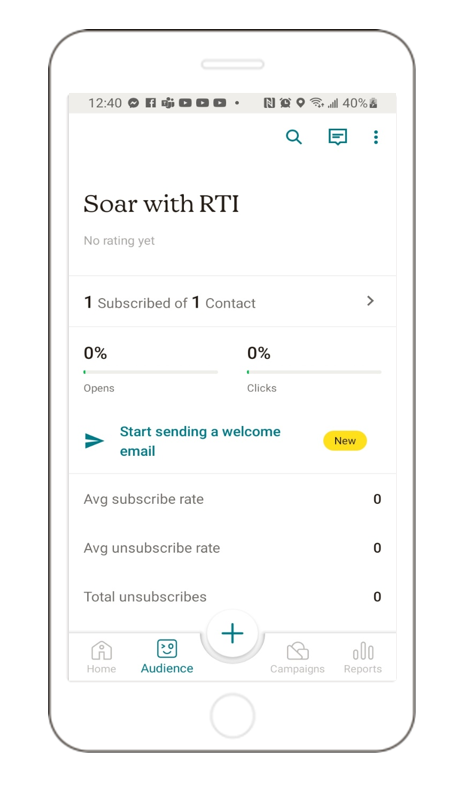 12:40 40%
Soar with RTI
No rating yet
1 Subscribed of 1 Contact
0% 0%
Opens Clicks
Start sending a welcome
email
New
Avg subscribe rate 0
Avg unsubscribe rate 0
Total unsubscribes 0
Home Audience Campaigns Reports